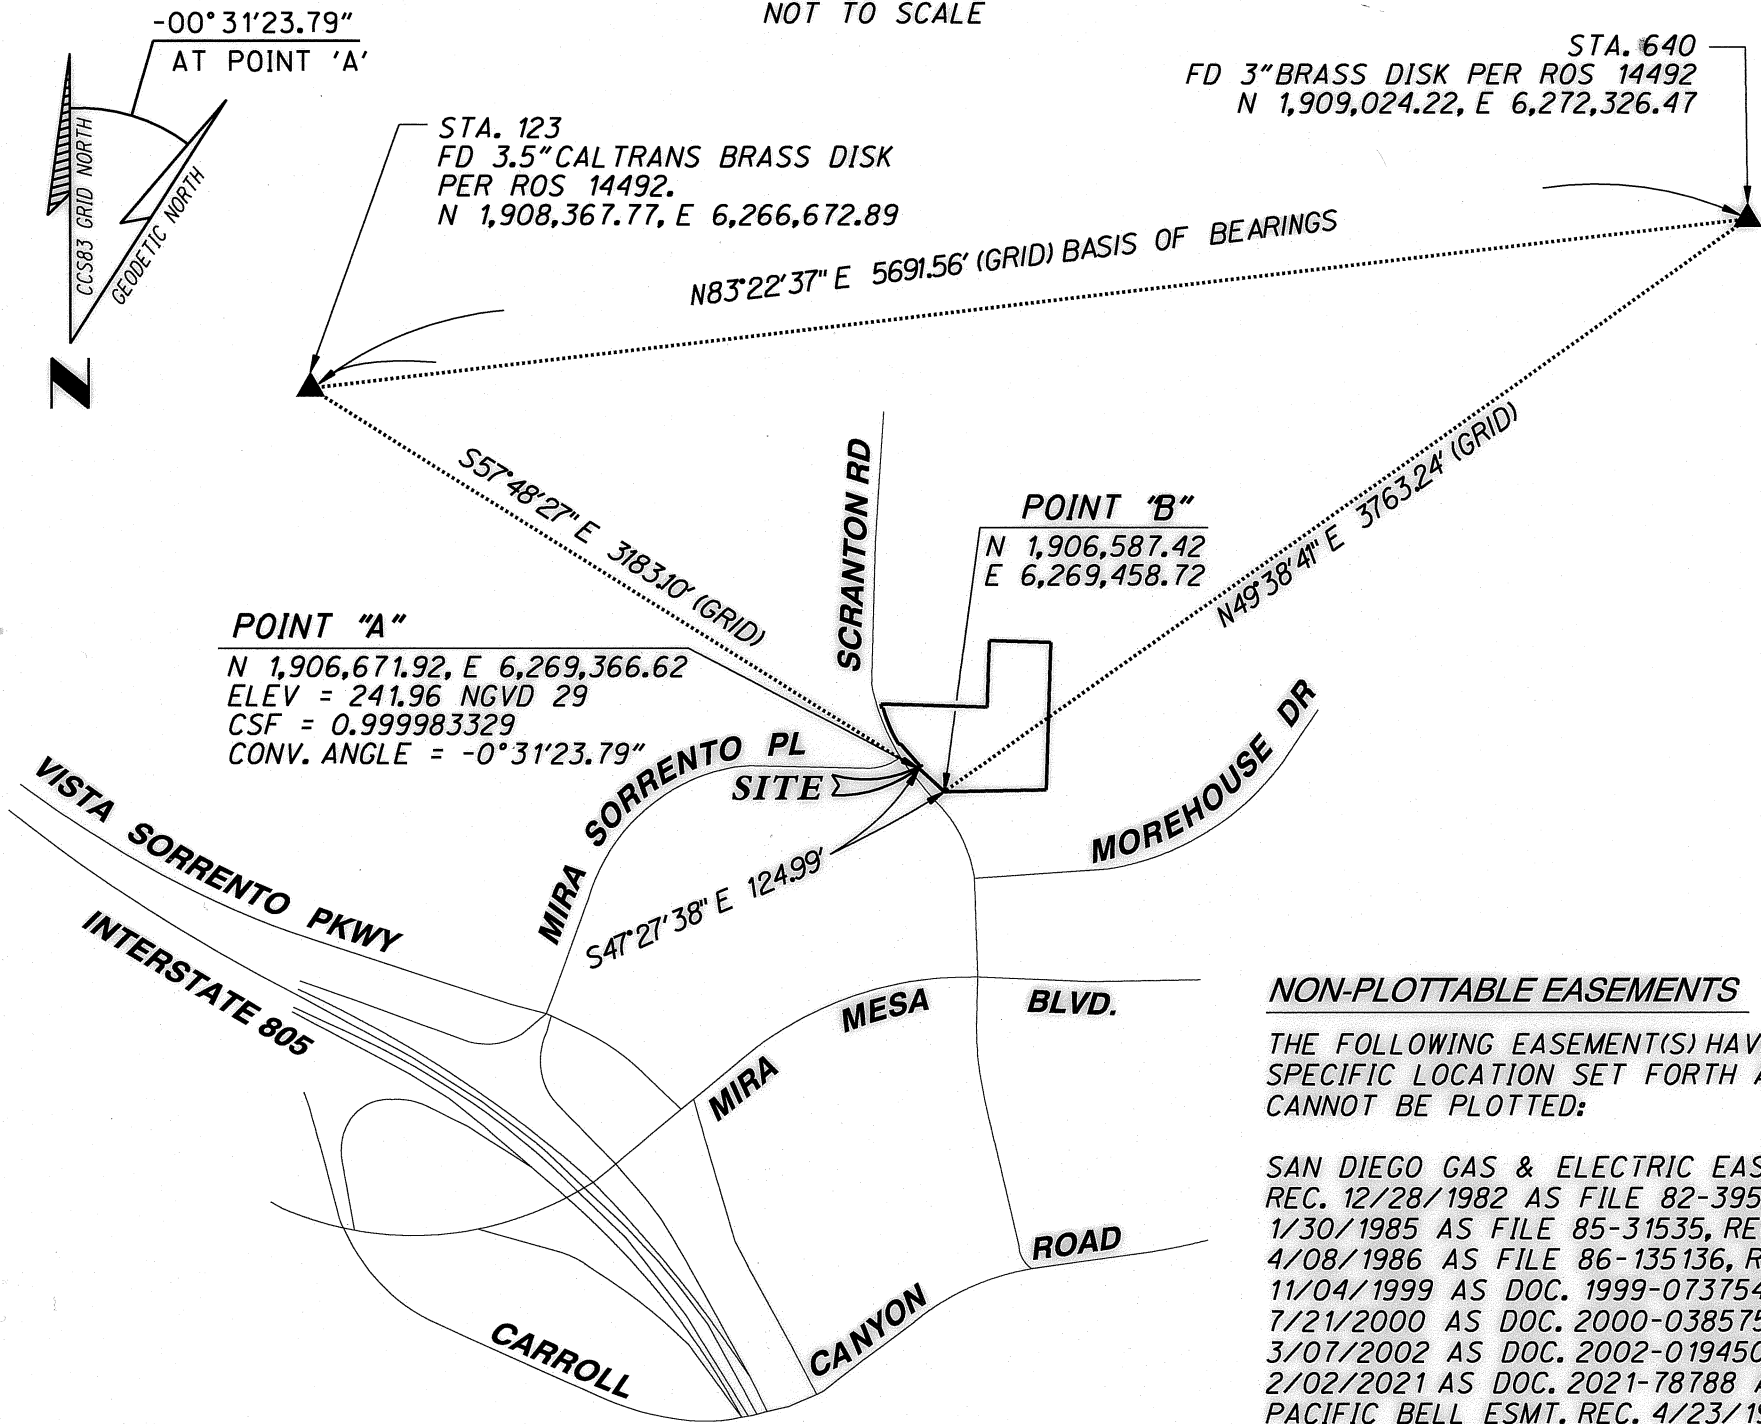 NOT TO SCALE
-00°31'23.79"
AT POINT 'A'
CCS83 GRID NORTH
GEODETIC NORTH
Z
STA. 123
FD 3.5" CALTRANS BRASS DISK
PER ROS 14492.
N 1,908,367.77, E 6,266,672.89
STA. 640
FD 3" BRASS DISK PER ROS 14492
N 1,909,024.22, E 6,272,326.47
N83°22'37" E 5691.56' (GRID) BASIS OF BEARINGS
S57°48'27" E 3183.10' (GRID)
N49°38'41" E 3763.24' (GRID)
SCRANTON RD
POINT "B"
N 1,906,587.42
E 6,269,458.72
POINT "A"
N 1,906,671.92, E 6,269,366.62
ELEV = 241.96 NGVD 29
CSF = 0.999983329
CONV. ANGLE = -0°31'23.79"
MIRA SORRENTO PL
SITE
MOREHOUSE DR
S47°27'38" E 124.99'
VISTA SORRENTO PKWY
INTERSTATE 805
MIRA MESA BLVD.
CARROLL CANYON ROAD
NON-PLOTTABLE EASEMENTS
THE FOLLOWING EASEMENT(S) HAV
SPECIFIC LOCATION SET FORTH A
CANNOT BE PLOTTED:
SAN DIEGO GAS & ELECTRIC EAS
REC. 12/28/1982 AS FILE 82-395
1/30/1985 AS FILE 85-31535, RE
4/08/1986 AS FILE 86-135136, R
11/04/1999 AS DOC. 1999-073754
7/21/2000 AS DOC. 2000-038575
3/07/2002 AS DOC. 2002-019450
2/02/2021 AS DOC. 2021-78788 A
PACIFIC BELL ESMT. REC. 4/23/19